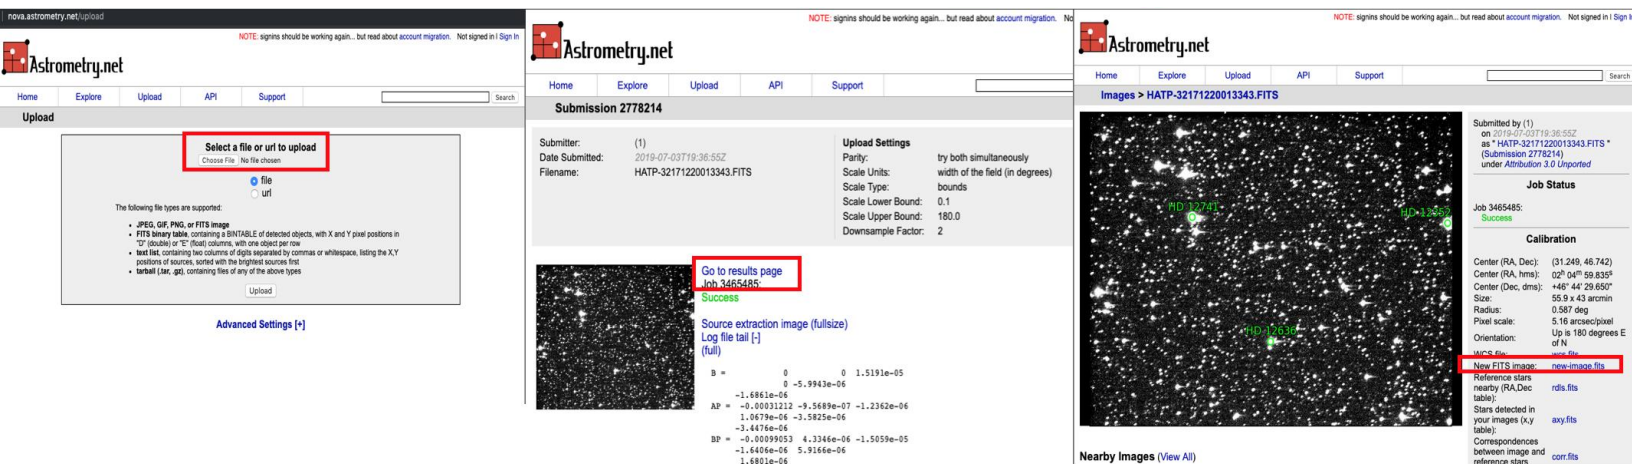 nova.astrometry.net/upload
NOTE: signins should be working again... but read about account migration. Not signed in | Sign In
Astrometry.net
Home Explore Upload API Support Search
Upload
Select a file or url to upload
Choose File No file chosen
file
url
The following file types are supported:
• JPEG, GIF, PNG, or FITS image
• FITS binary table, containing a BINTABLE of detected objects, with X and Y pixel positions in
"D" (double) or "E" (float) columns, with one object per row
• text list, containing two columns of digits separated by commas or whitespace, listing the X,Y
positions of sources, sorted with the brightest sources first
• tarball (.tar, .gz), containing files of any of the above types
Upload
Advanced Settings [+]
NOTE: signins should be working again... but read about account migration. No
Astrometry.net
Home Explore Upload API Support
Submission 2778214
Submitter: (1)
Date Submitted: 2019-07-03T19:36:55Z
Filename: HATP-32171220013343.FITS
Upload Settings
Parity: try both simultaneously
Scale Units: width of the field (in degrees)
Scale Type: bounds
Scale Lower Bound: 0.1
Scale Upper Bound: 180.0
Downsample Factor: 2
Go to results page
Job 3465485:
Success
Source extraction image (fullsize)
Log file tail [-]
(full)
B = 0 0 1.5191e-05
0 -5.9943e-06
-1.6861e-06
AP = -0.00031212 -9.5689e-07 -1.2362e-06
1.0679e-06 -3.5825e-06
-3.4476e-06
BP = -0.00099053 4.3346e-06 -1.5059e-05
-1.6406e-06 5.9166e-06
1.6801e-06
NOTE: signins should be working again... but read about account migration. Not signed in | Sign I
Astrometry.net
Home Explore Upload API Support Search
Images > HATP-32171220013343.FITS
HD 12741
HD 12636
Submitted by (1)
on 2019-07-03T19:36:55Z
as " HATP-32171220013343.FITS "
(Submission 2778214)
under Attribution 3.0 Unported
Job Status
Job 3465485:
Success
Calibration
Center (RA, Dec): (31.249, 46.742)
Center (RA, hms): 02h 04m 59.835s
Center (Dec, dms): +46° 44' 29.650"
Size: 55.9 x 43 arcmin
Radius: 0.587 deg
Pixel scale: 5.16 arcsec/pixel
Orientation: Up is 180 degrees E
of N
WCS file: wcs.fits
New FITS image: new-image.fits
Reference stars
nearby (RA,Dec rdls.fits
table):
Stars detected in
your images (x,y axy.fits
table):
Correspondences
between image and corr.fits
reference stars
Nearby Images (View All)